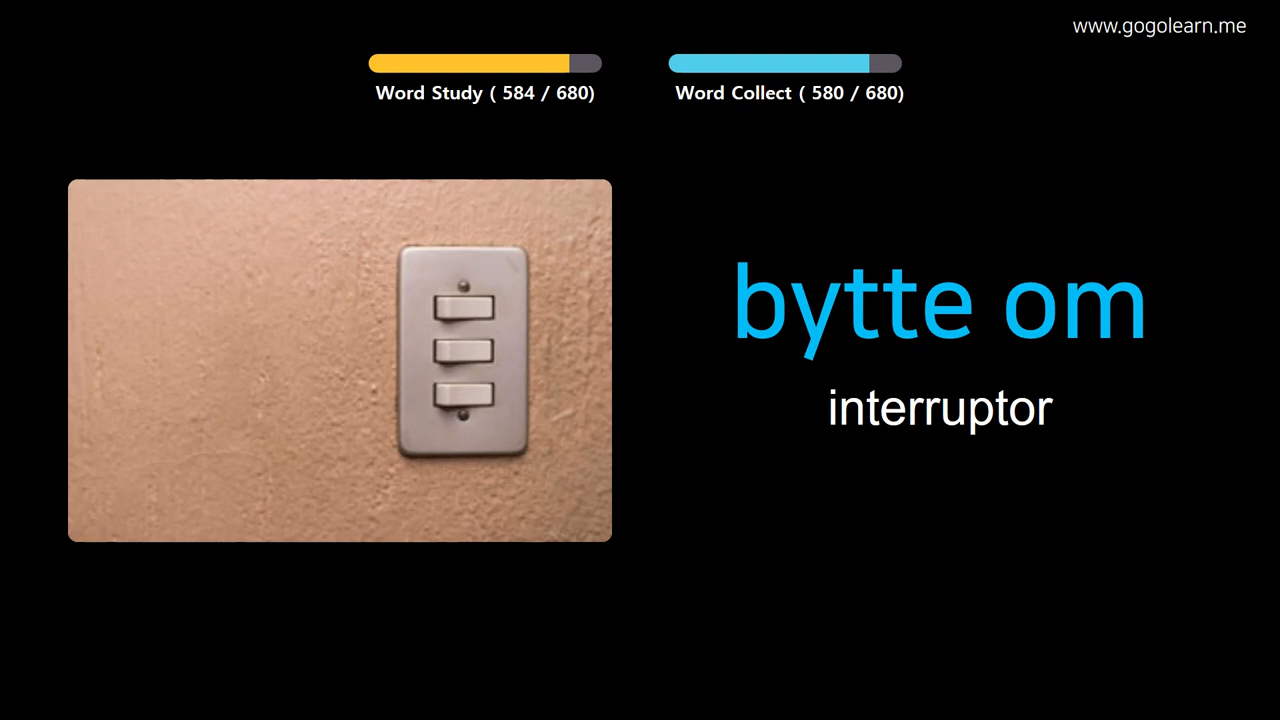 www.gogolearn.me
Word Study ( 584 / 680)
Word Collect ( 580 / 680)
bytte om
interruptor